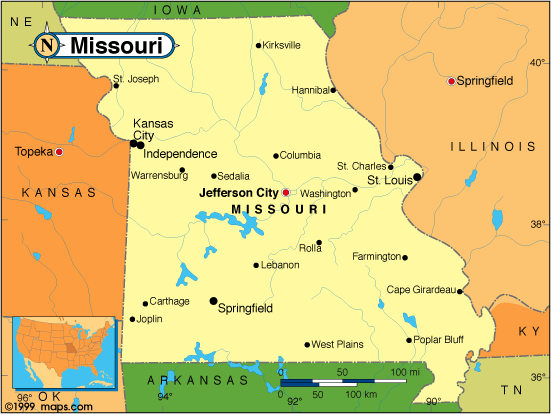 IOWA
NE
N Missouri
Kirksville
40°
St. Joseph
Springfield
Hannibal
Kansas
City
ILLINOIS
Topeka
Independence
Columbia
St. Charles
Warrensburg
Sedalia
St. Louis
KANSAS
Jefferson City
Washington
MISSOURI
38°
Rolla
Farmington
Lebanon
Cape Girardeau
Carthage
Springfield
Joplin
KY
West Plains
Poplar Bluff
0 50 100 mi
ARKANSAS
36°
0 50 100 km
TN
96° OK
94°
92°
90°
©1999 maps.com